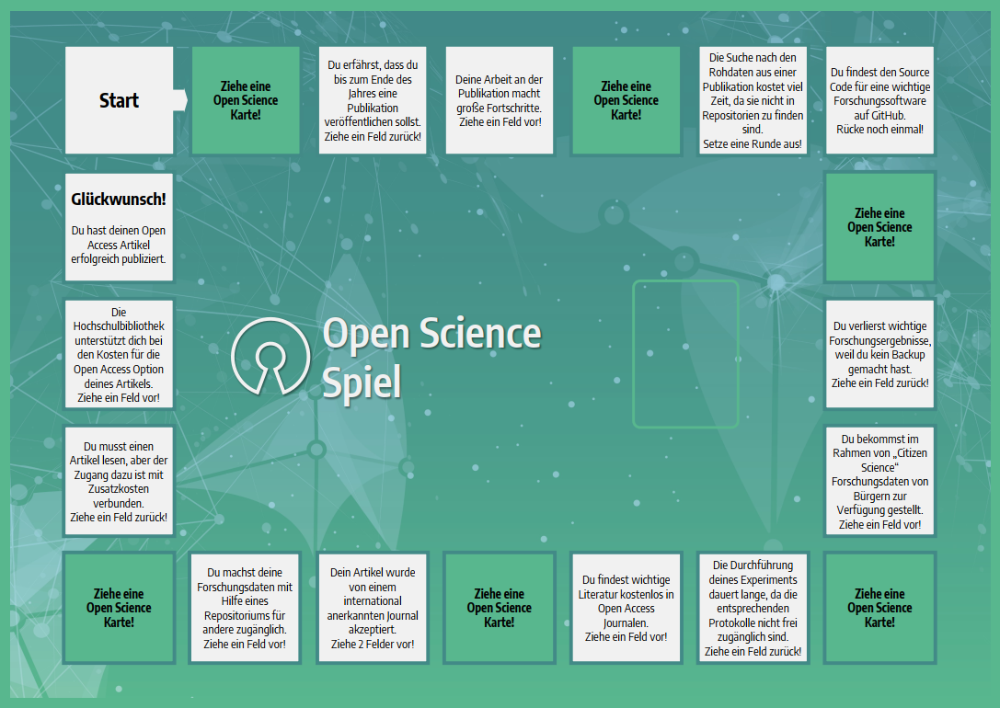 Start
Ziehe eine
Open Science
Karte!
Du erfährst, dass du
bis zum Ende des
Jahres eine
Publikation
veröffentlichen sollst.
Ziehe ein Feld zurück!
Deine Arbeit an der
Publikation macht
große Fortschritte.
Ziehe ein Feld vor!
Ziehe eine
Open Science
Karte!
Die Suche nach den
Rohdaten aus einer
Publikation kostet viel
Zeit, da sie nicht in
Repositorien zu finden
sind.
Setze eine Runde aus!
Du findest den Source
Code für eine wichtige
Forschungssoftware
auf GitHub.
Rücke noch einmal!
Ziehe eine
Open Science
Karte!
Du verlierst wichtige
Forschungsergebnisse,
weil du kein Backup
gemacht hast.
Ziehe ein Feld zurück!
Du bekommst im
Rahmen von „Citizen
Science“
Forschungsdaten von
Bürgern zur
Verfügung gestellt.
Ziehe ein Feld vor!
Ziehe eine
Open Science
Karte!
Die Durchführung
deines Experiments
dauert lange, da die
entsprechenden
Protokolle nicht frei
zugänglich sind.
Ziehe ein Feld zurück!
Du findest wichtige
Literatur kostenlos in
Open Access
Journalen.
Ziehe ein Feld vor!
Ziehe eine
Open Science
Karte!
Dein Artikel wurde
von einem
international
anerkannten Journal
akzeptiert.
Ziehe 2 Felder vor!
Du machst deine
Forschungsdaten mit
Hilfe eines
Repositoriums für
andere zugänglich.
Ziehe ein Feld vor!
Ziehe eine
Open Science
Karte!
Du musst einen
Artikel lesen, aber der
Zugang dazu ist mit
Zusatzkosten
verbunden.
Ziehe ein Feld zurück!
Die
Hochschulbibliothek
unterstützt dich bei
den Kosten für die
Open Access Option
deines Artikels.
Ziehe ein Feld vor!
Glückwunsch!
Du hast deinen Open
Access Artikel
erfolgreich publiziert.
Open Science
Spiel